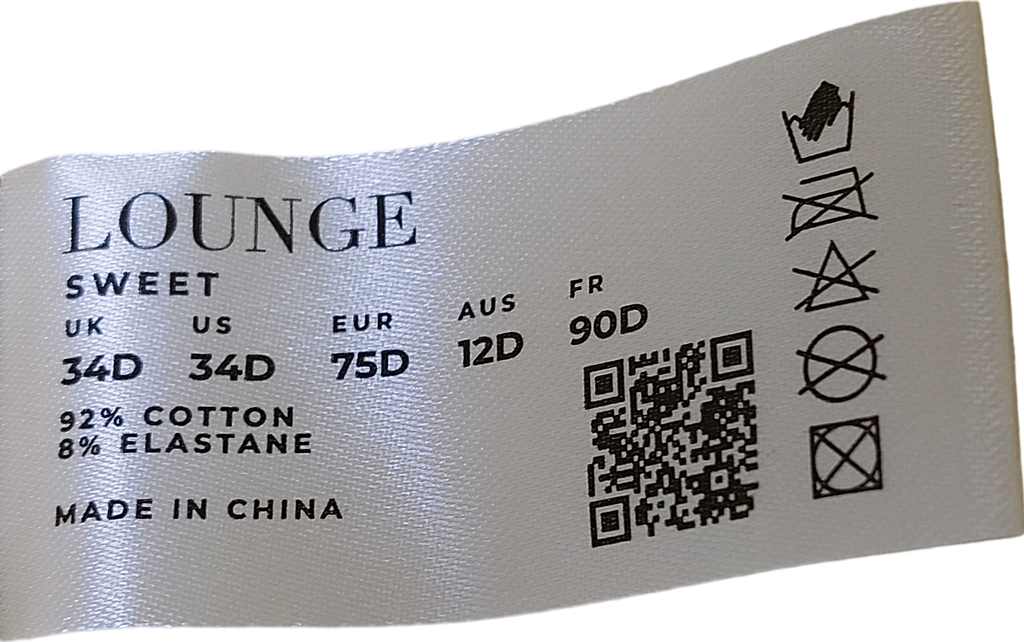 LOUNGE
SWEET
UK US EUR AUS FR
34D 34D 75D 12D 90D
92% COTTON
8% ELASTANE
MADE IN CHINA